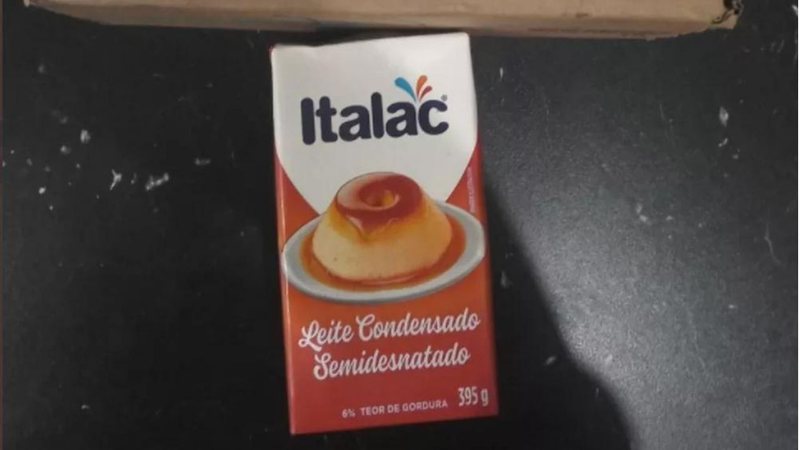 Italac
Leite Condensado
Semidesnatado
6% TEOR DE GORDURA 395 g